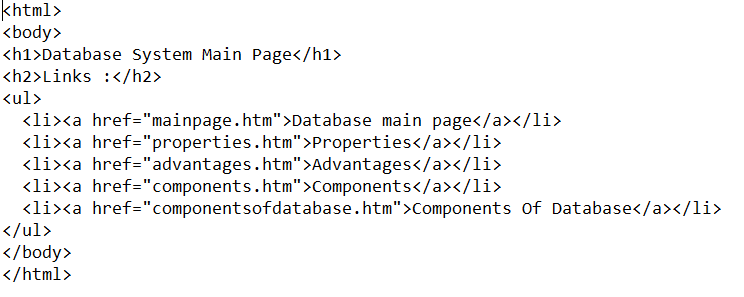 <html>
<body>
<h1>Database System Main Page</h1>
<h2>Links :</h2>
<ul>
  <li><a href="mainpage.htm">Database main page</a></li>
  <li><a href="properties.htm">Properties</a></li>
  <li><a href="advantages.htm">Advantages</a></li>
  <li><a href="components.htm">Components</a></li>
  <li><a href="componentsofdatabase.htm">Components Of Database</a></li>
</ul>
</body>
</html>